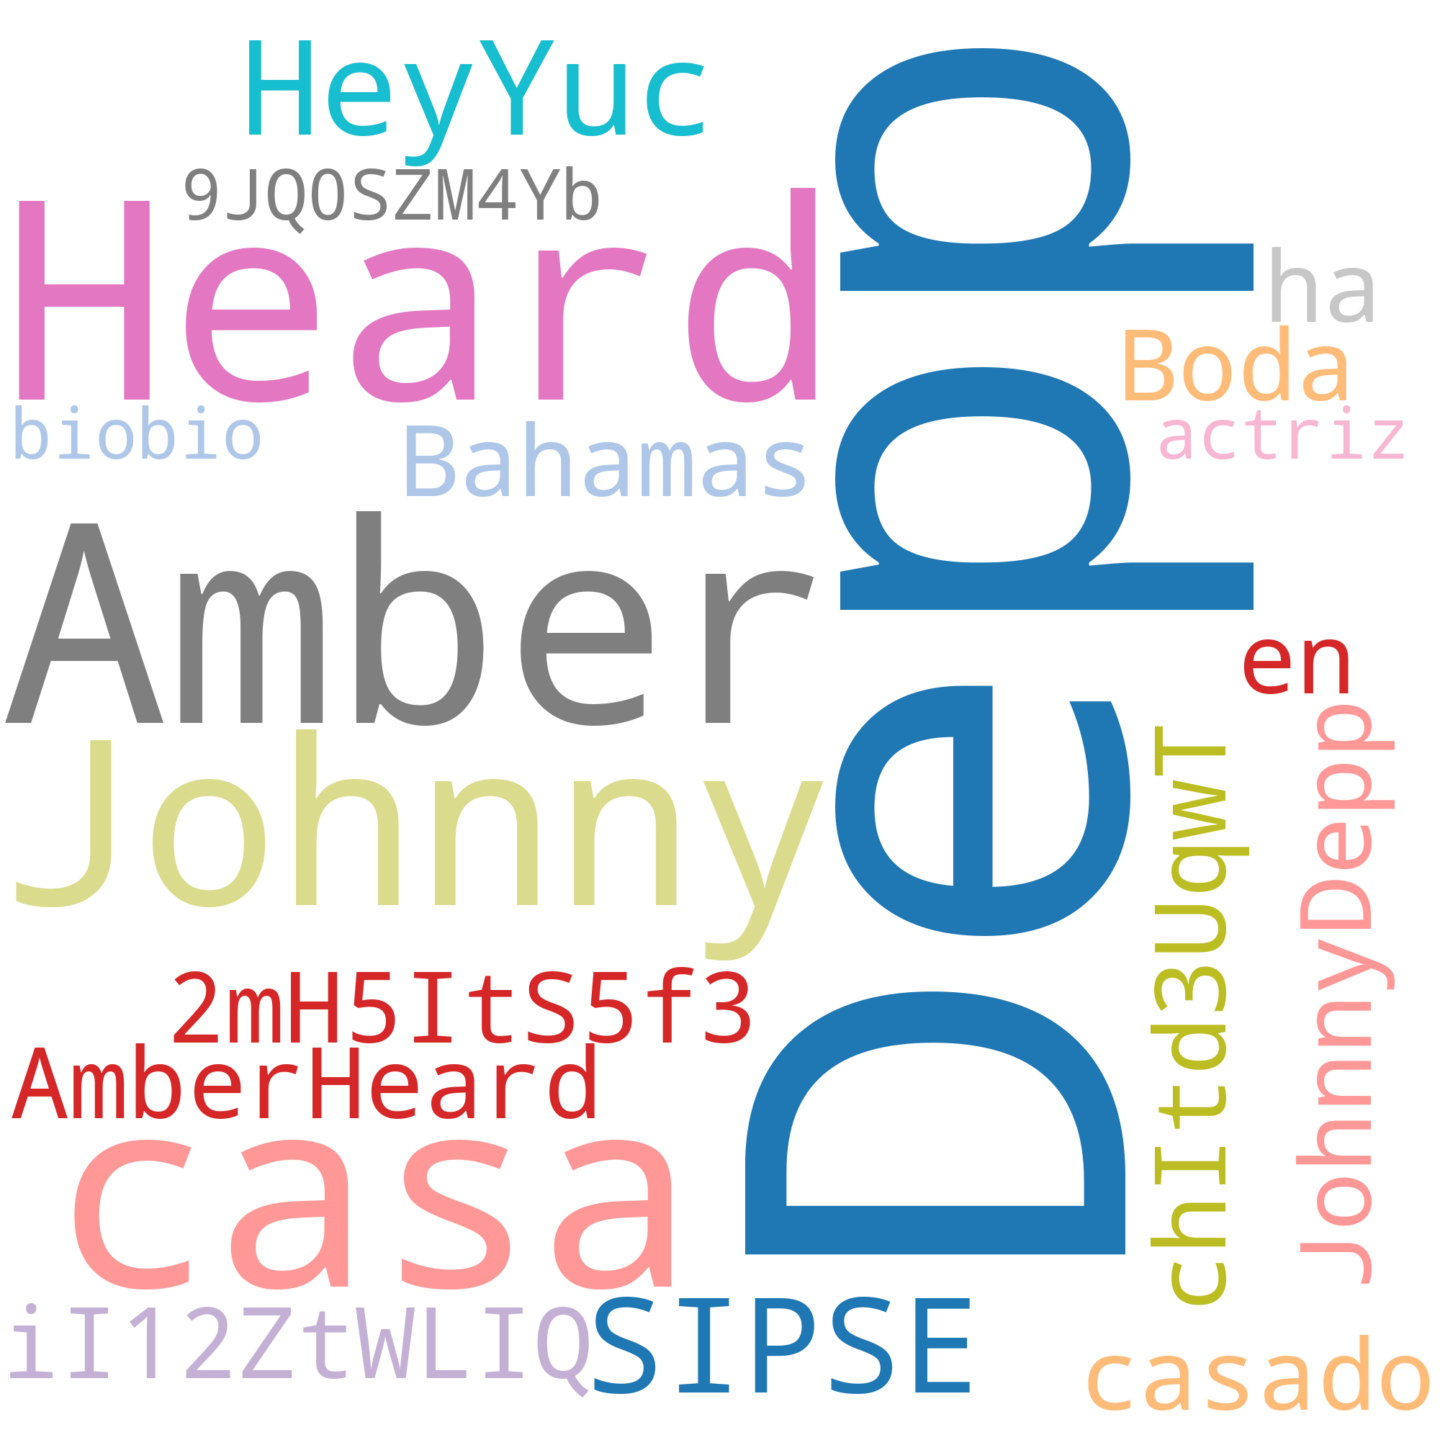 HeyYuc
9JQ0SZM4Yb
Heard
biobio
Bahamas
Amber
Johnny
2mH5ItS5f3
AmberHeard
casa
iI12ZtWLIQ
SIPSE
Depp
ha
Boda
actriz
en
chItd3UqwT
JohnnyDepp
casado